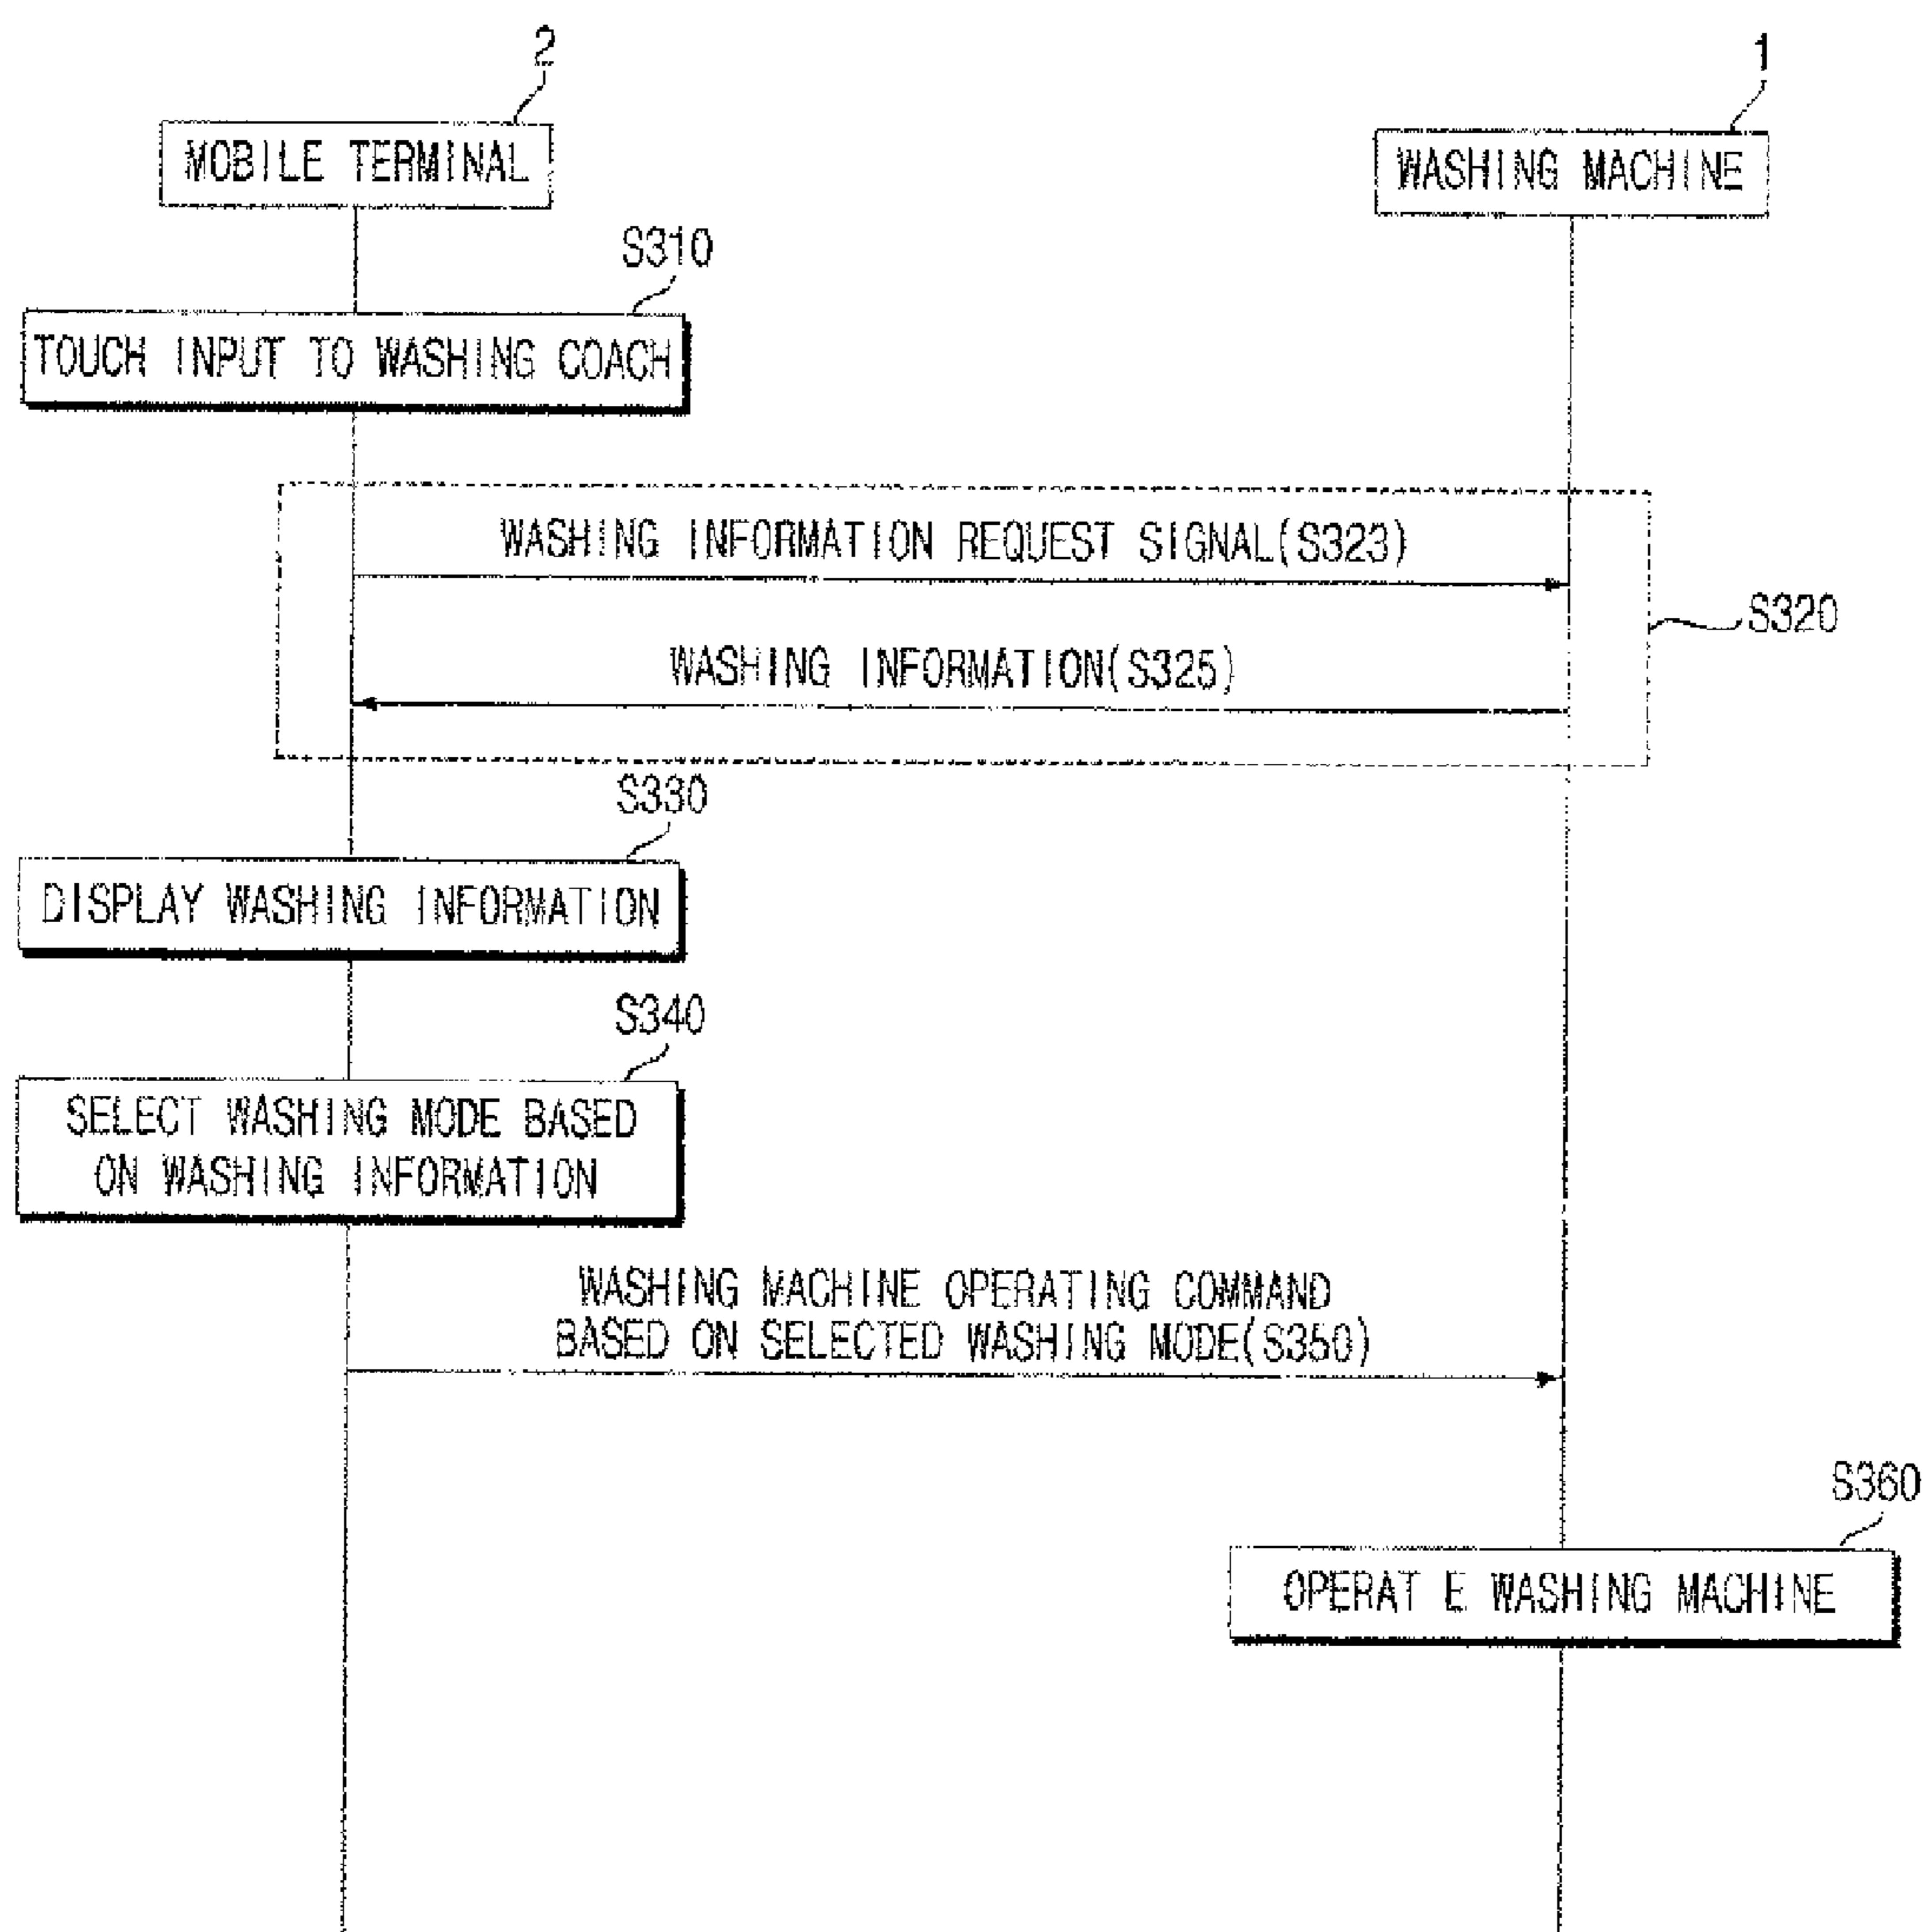 2
1
MOBILE TERMINAL
WASHING MACHINE
S310
TOUCH INPUT TO WASHING COACH
WASHING INFORMATION REQUEST SIGNAL(S323)
S320
WASHING INFORMATION(S325)
S330
DISPLAY WASHING INFORMATION
S340
SELECT WASHING MODE BASED
ON WASHING INFORMATION
WASHING MACHINE OPERATING COMMAND
BASED ON SELECTED WASHING MODE(S350)
S360
OPERAT E WASHING MACHINE